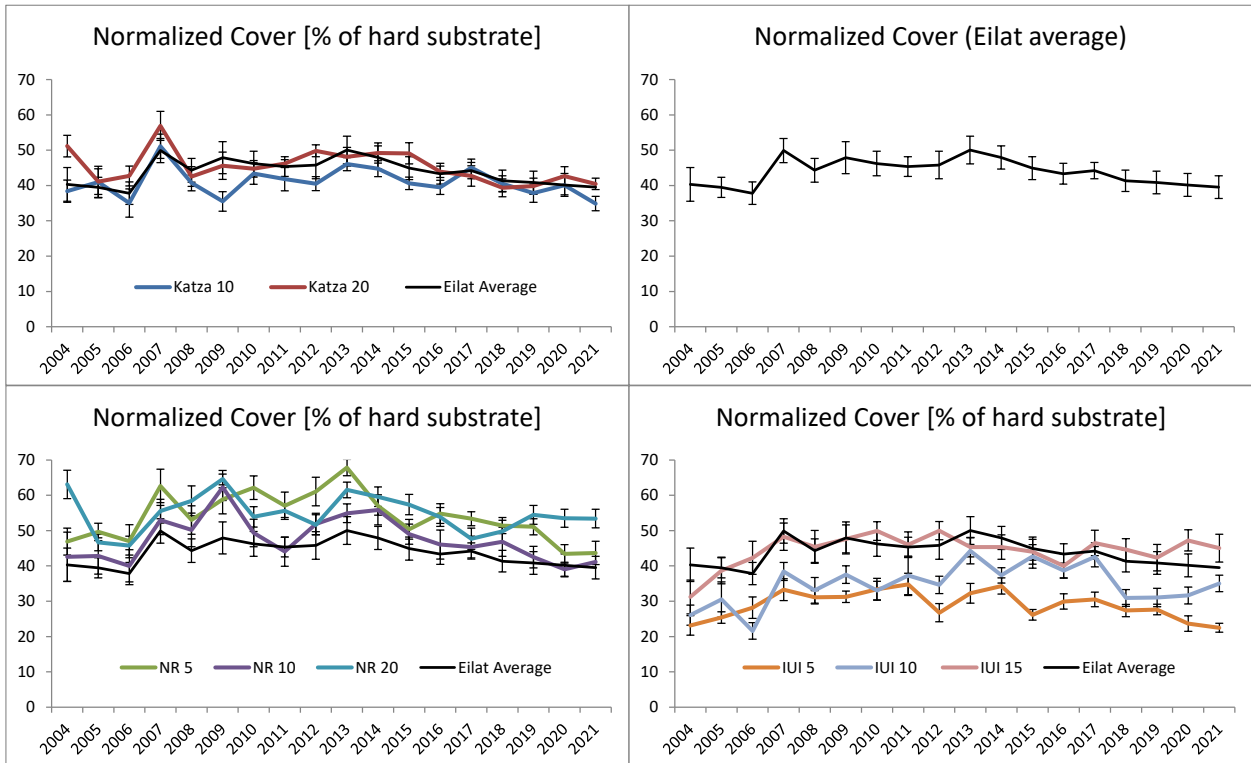 Normalized Cover [% of hard substrate]
70
60
50
40
30
20
10
0
Katza 10 Katza 20 Eilat Average
2004 2005 2006 2007 2008 2009 2010 2011 2012 2013 2014 2015 2016 2017 2018 2019 2020 2021
Normalized Cover (Eilat average)
70
60
50
40
30
20
10
0
2004 2005 2006 2007 2008 2009 2010 2011 2012 2013 2014 2015 2016 2017 2018 2019 2020 2021
Normalized Cover [% of hard substrate]
70
60
50
40
30
20
10
0
NR 5 NR 10 NR 20 Eilat Average
2004 2005 2006 2007 2008 2009 2010 2011 2012 2013 2014 2015 2016 2017 2018 2019 2020 2021
Normalized Cover [% of hard substrate]
70
60
50
40
30
20
10
0
IUI 5 IUI 10 IUI 15 Eilat Average
2004 2005 2006 2007 2008 2009 2010 2011 2012 2013 2014 2015 2016 2017 2018 2019 2020 2021